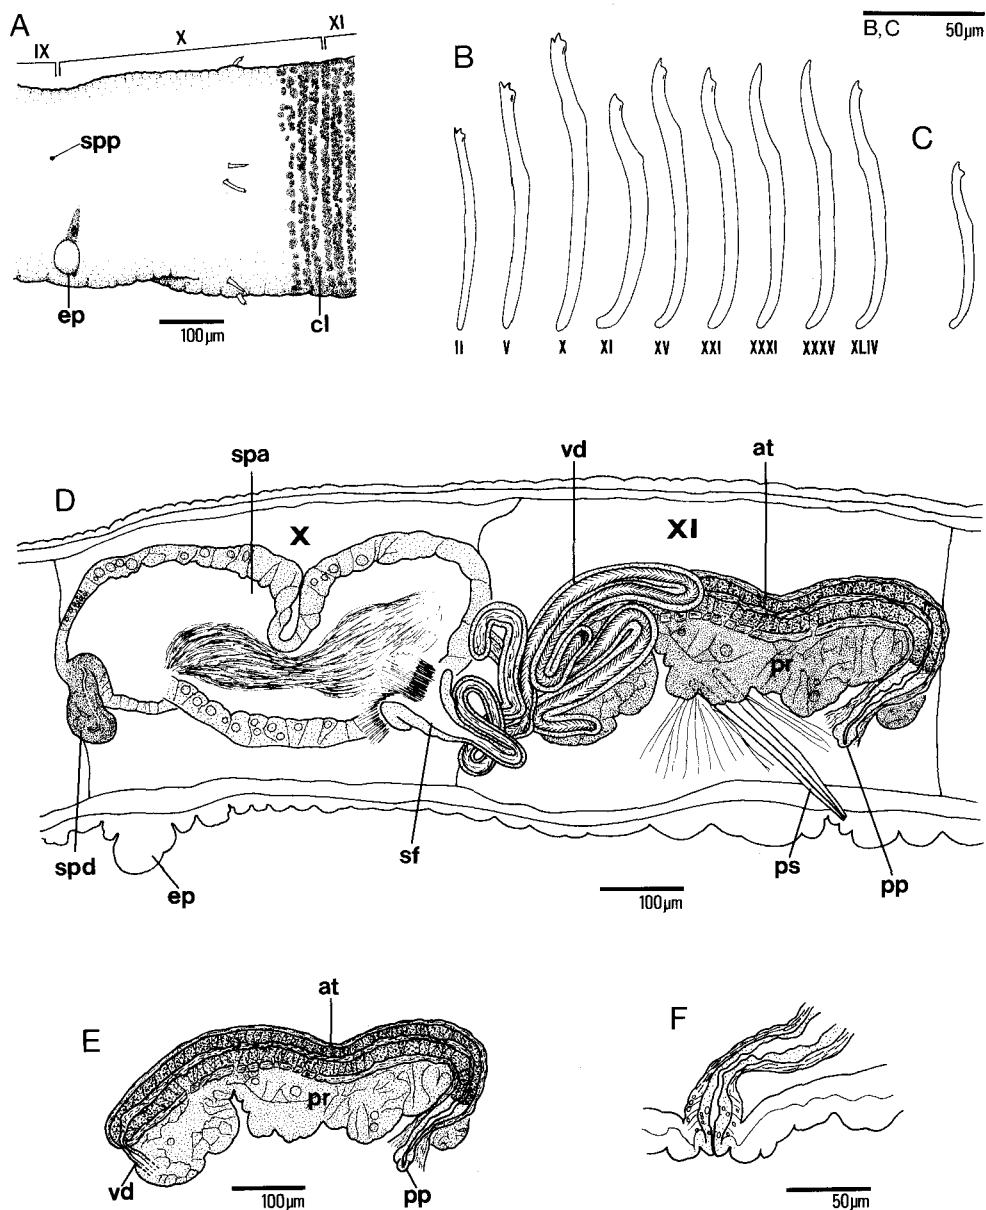 A
IX X XI
spp
ep
cl
100µm
B
II V X XI XV XXI XXXI XXXV XLIV
B, C 50µm
C
D
spa
X
vd
at
XI
pr
spd
ep
sf
ps
pp
100µm
E
at
pr
vd
pp
100µm
F
50µm